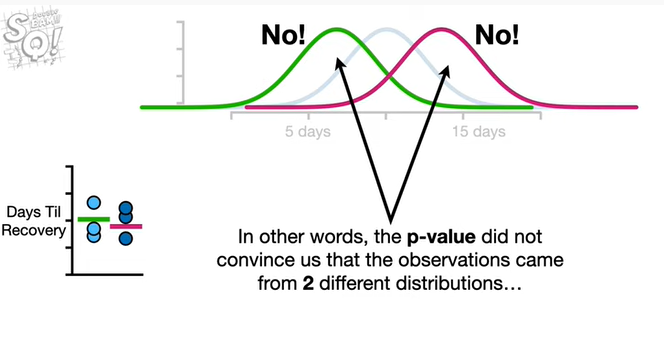 STATQUEST!!!
No!
No!
5 days
15 days
Days Til
Recovery
In other words, the p-value did not
convince us that the observations came
from 2 different distributions…